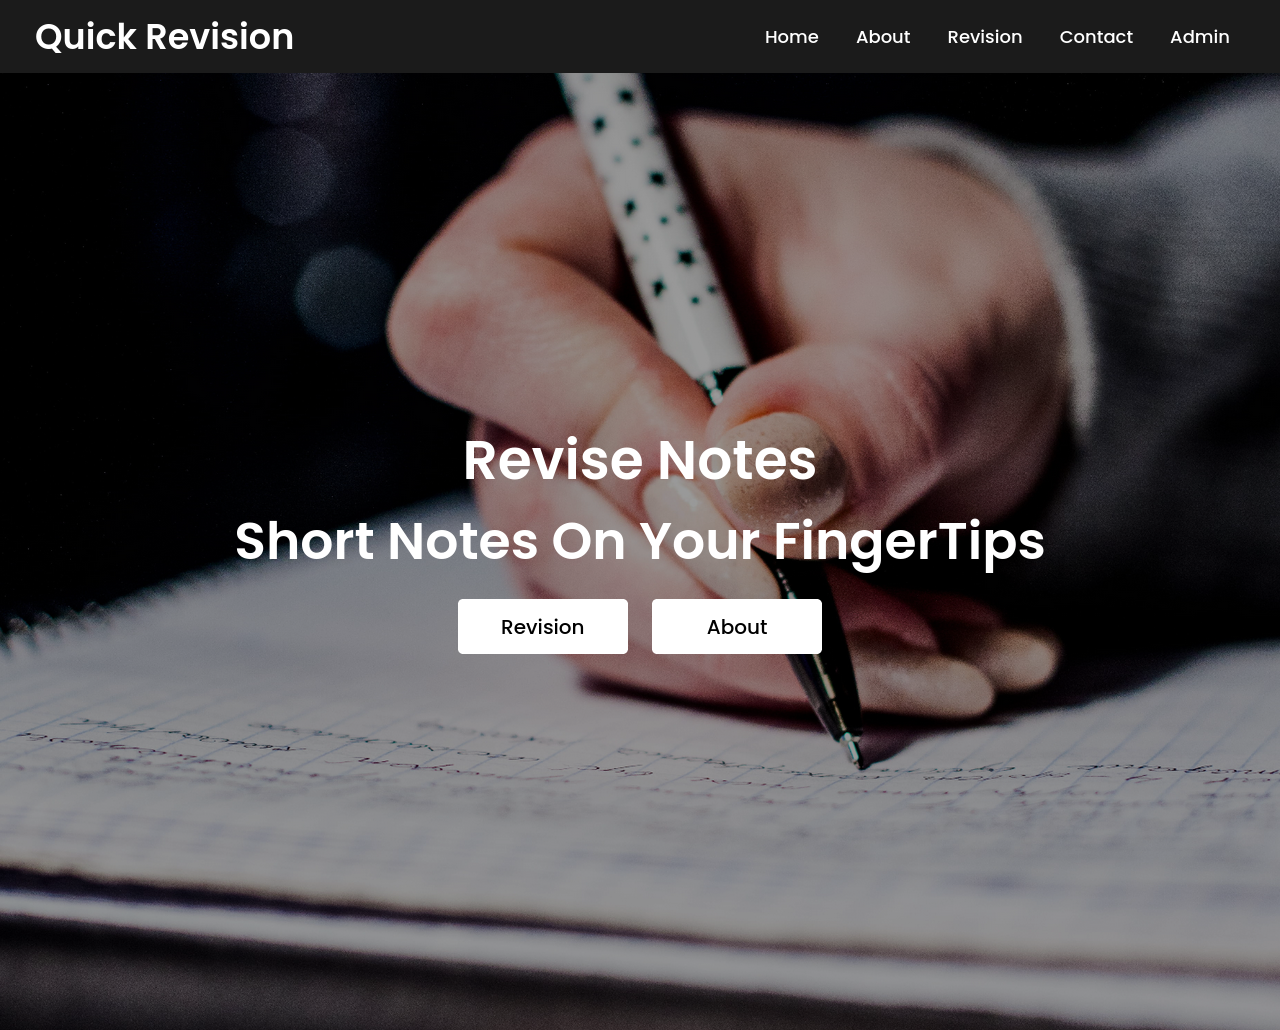 Quick Revision
Home About Revision Contact Admin
Revise Notes
Short Notes On Your FingerTips
Revision About